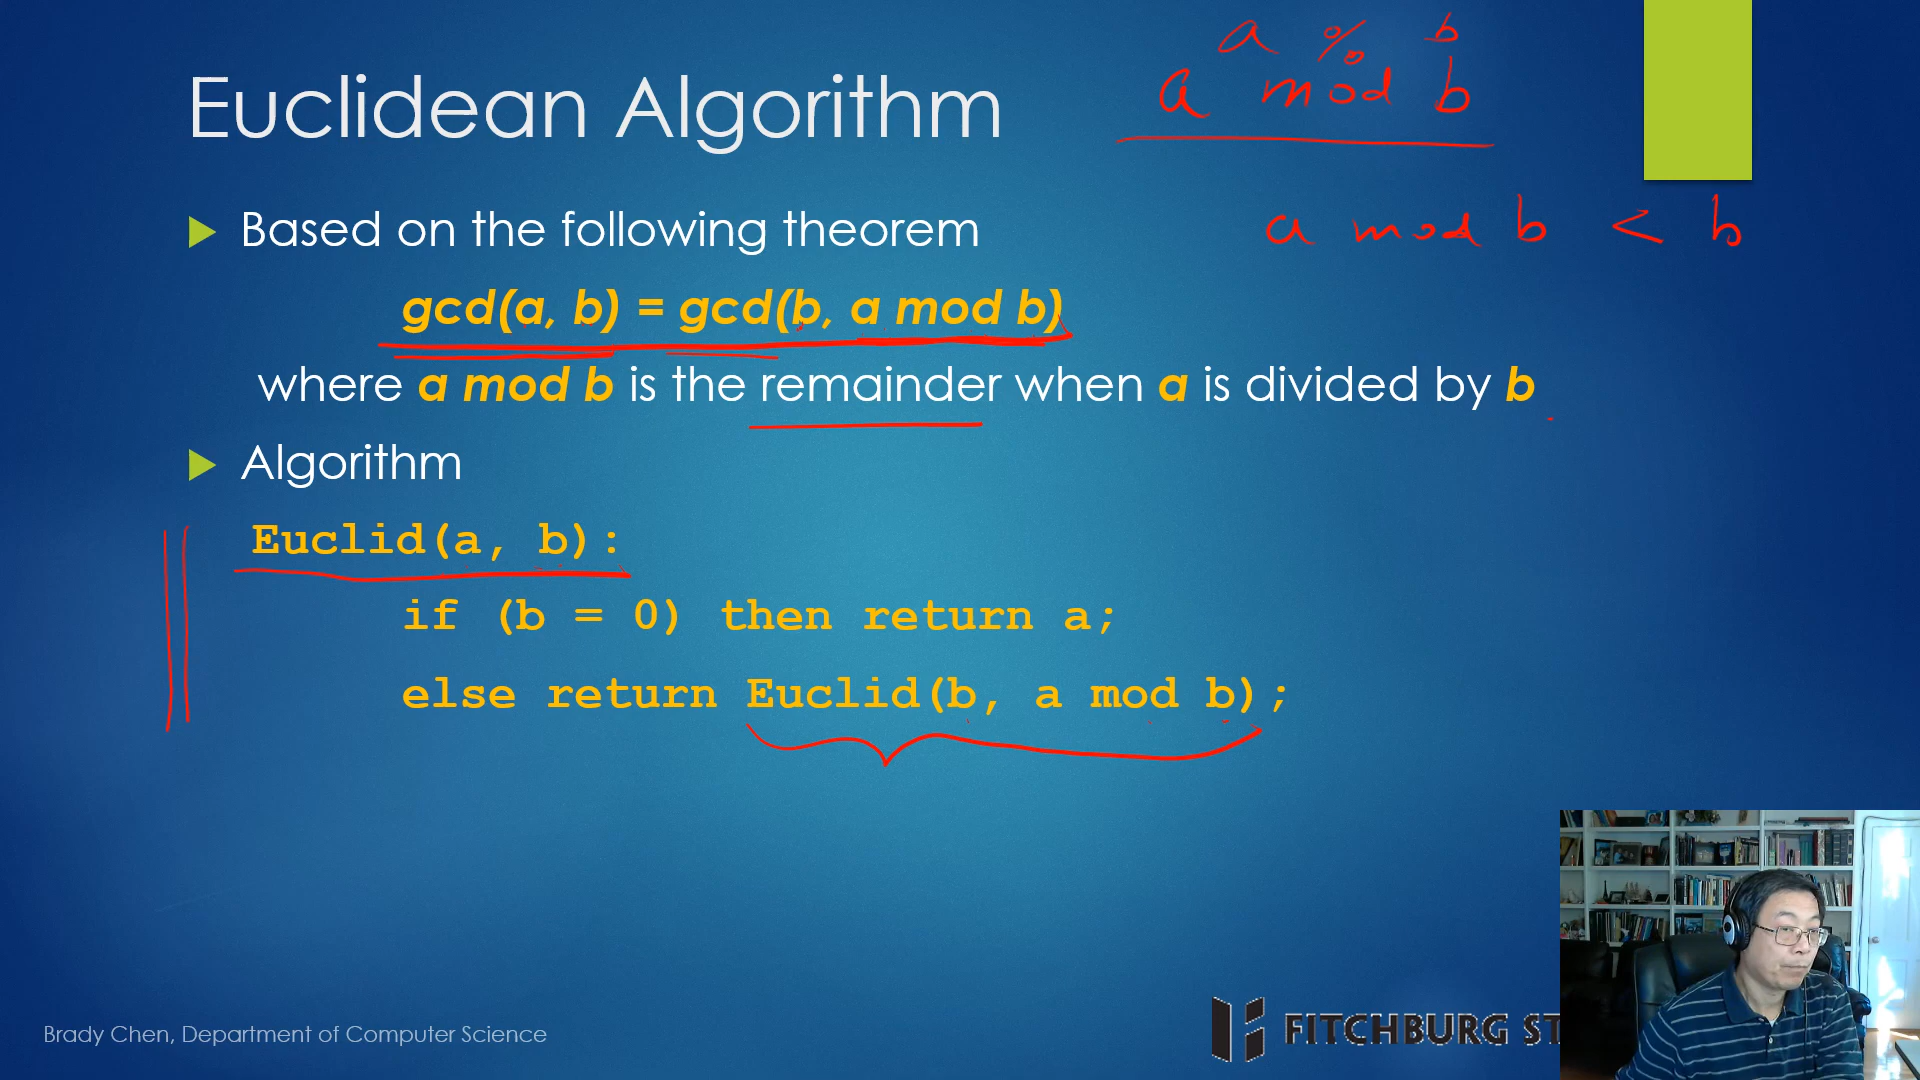 a % b
Euclidean Algorithm
a mod b
Based on the following theorem
a mod b < b
gcd(a, b) = gcd(b, a mod b)
where a mod b is the remainder when a is divided by b
Algorithm
Euclid(a, b):
if (b = 0) then return a;
else return Euclid(b, a mod b);
Brady Chen, Department of Computer Science
FITCHBURG ST